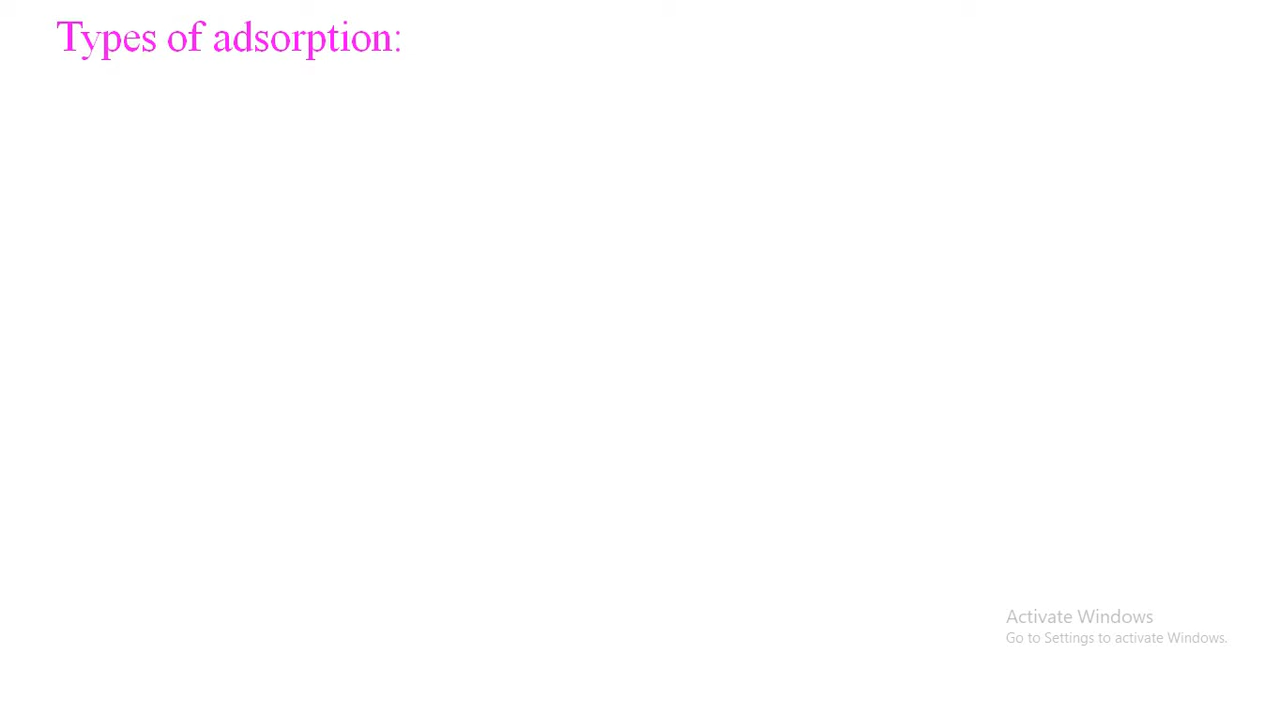 Types of adsorption:
Activate Windows
Go to Settings to activate Windows.